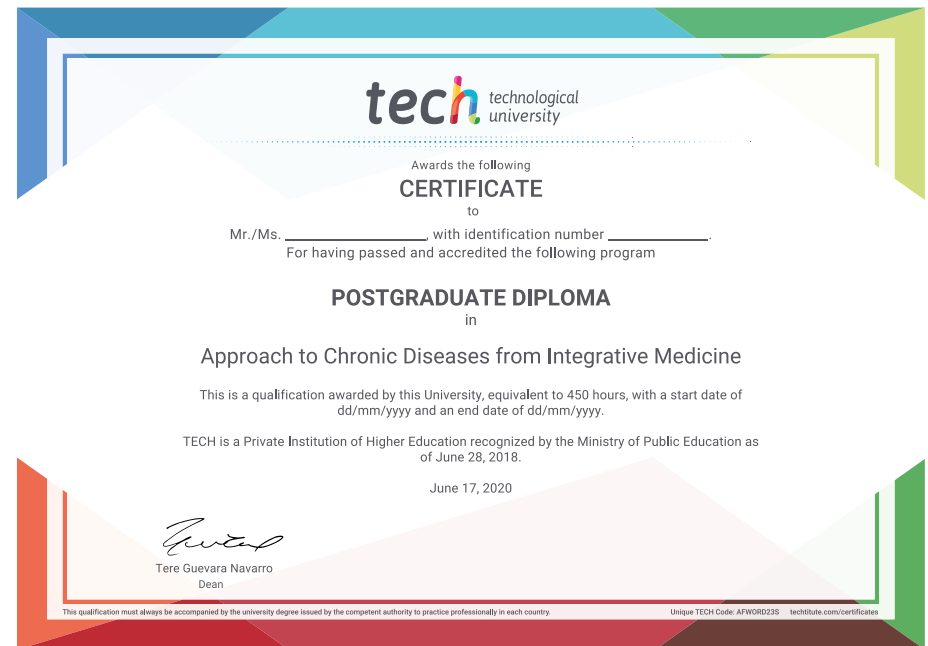 tech technological
university
Awards the following
CERTIFICATE
to
Mr./Ms. ____________________, with identification number ______________.
For having passed and accredited the following program
POSTGRADUATE DIPLOMA
in
Approach to Chronic Diseases from Integrative Medicine
This is a qualification awarded by this University, equivalent to 450 hours, with a start date of
dd/mm/yyyy and an end date of dd/mm/yyyy.
TECH is a Private Institution of Higher Education recognized by the Ministry of Public Education as
of June 28, 2018.
June 17, 2020
Tere Guevara Navarro
Dean
This qualification must always be accompanied by the university degree issued by the competent authority to practice professionally in each country.
Unique TECH Code: AFWORD23S techtitute.com/certificates